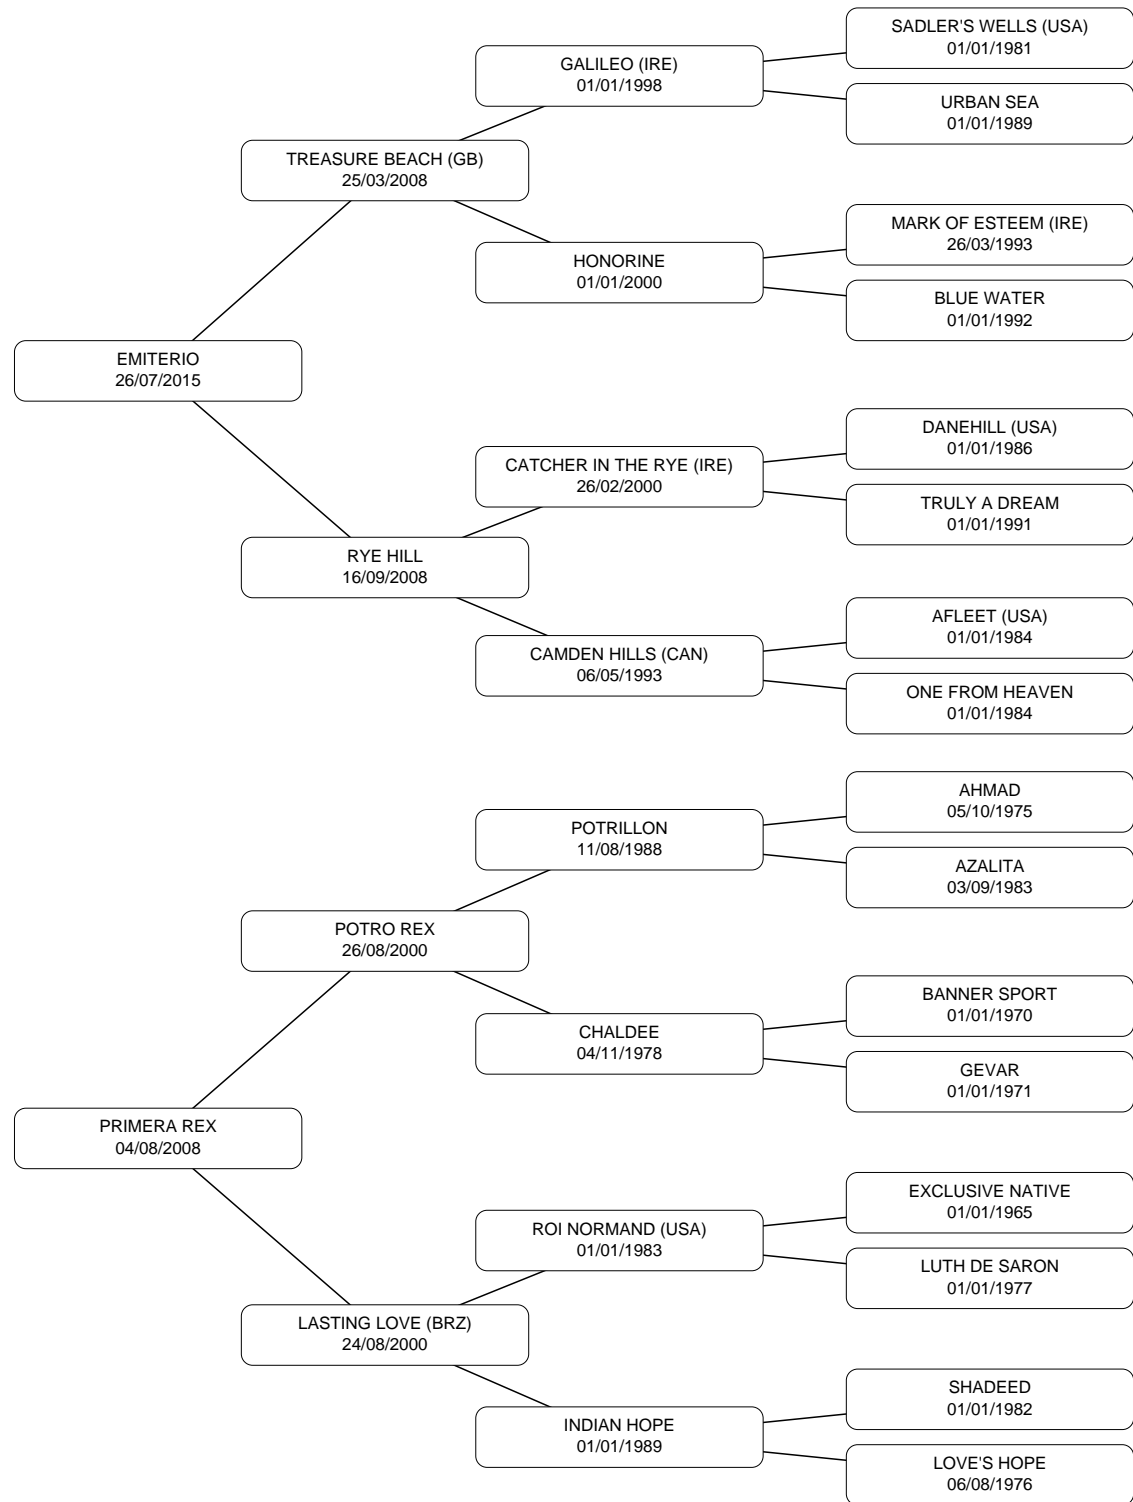 SADLER'S WELLS (USA)
01/01/1981
GALILEO (IRE)
01/01/1998
URBAN SEA
01/01/1989
TREASURE BEACH (GB)
25/03/2008
MARK OF ESTEEM (IRE)
26/03/1993
HONORINE
01/01/2000
BLUE WATER
01/01/1992
EMITERIO
26/07/2015
DANEHILL (USA)
01/01/1986
CATCHER IN THE RYE (IRE)
26/02/2000
TRULY A DREAM
01/01/1991
RYE HILL
16/09/2008
AFLEET (USA)
01/01/1984
CAMDEN HILLS (CAN)
06/05/1993
ONE FROM HEAVEN
01/01/1984
AHMAD
05/10/1975
POTRILLON
11/08/1988
AZALITA
03/09/1983
POTRO REX
26/08/2000
BANNER SPORT
01/01/1970
CHALDEE
04/11/1978
GEVAR
01/01/1971
PRIMERA REX
04/08/2008
EXCLUSIVE NATIVE
01/01/1965
ROI NORMAND (USA)
01/01/1983
LUTH DE SARON
01/01/1977
LASTING LOVE (BRZ)
24/08/2000
SHADEED
01/01/1982
INDIAN HOPE
01/01/1989
LOVE'S HOPE
06/08/1976